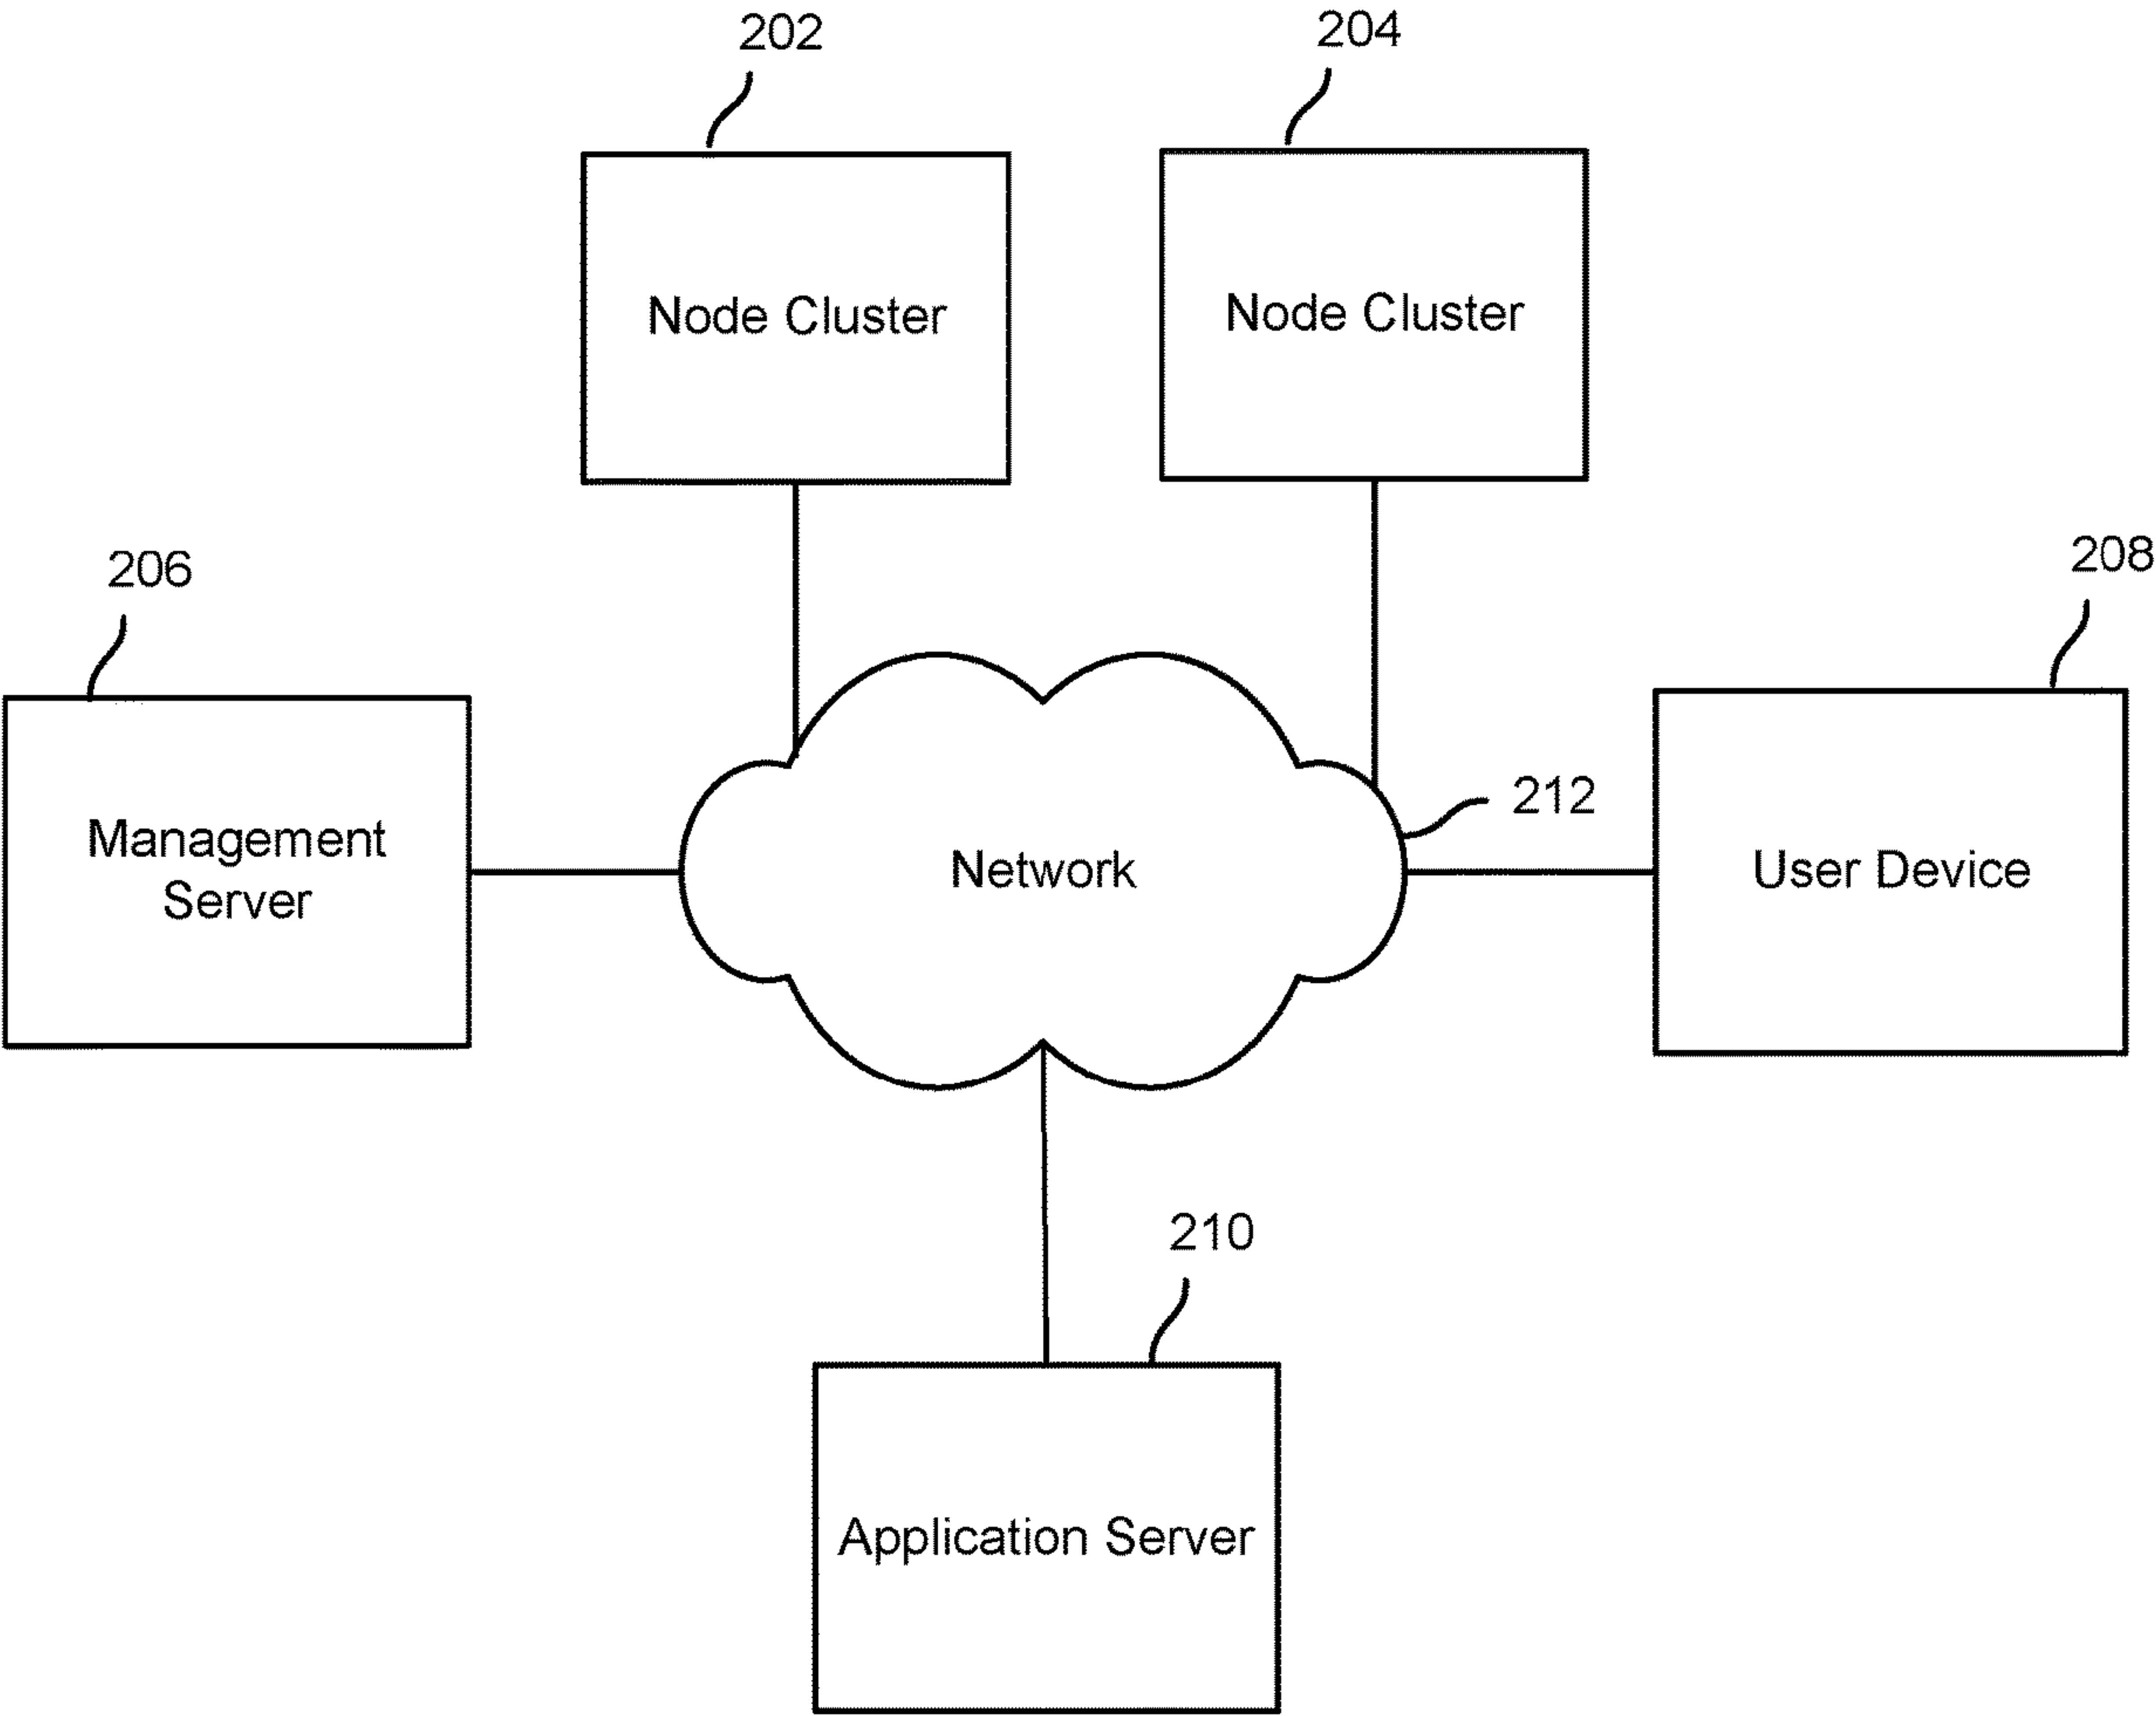 202
204
Node Cluster
Node Cluster
206
208
Management
Server
Network
212
User Device
210
Application Server